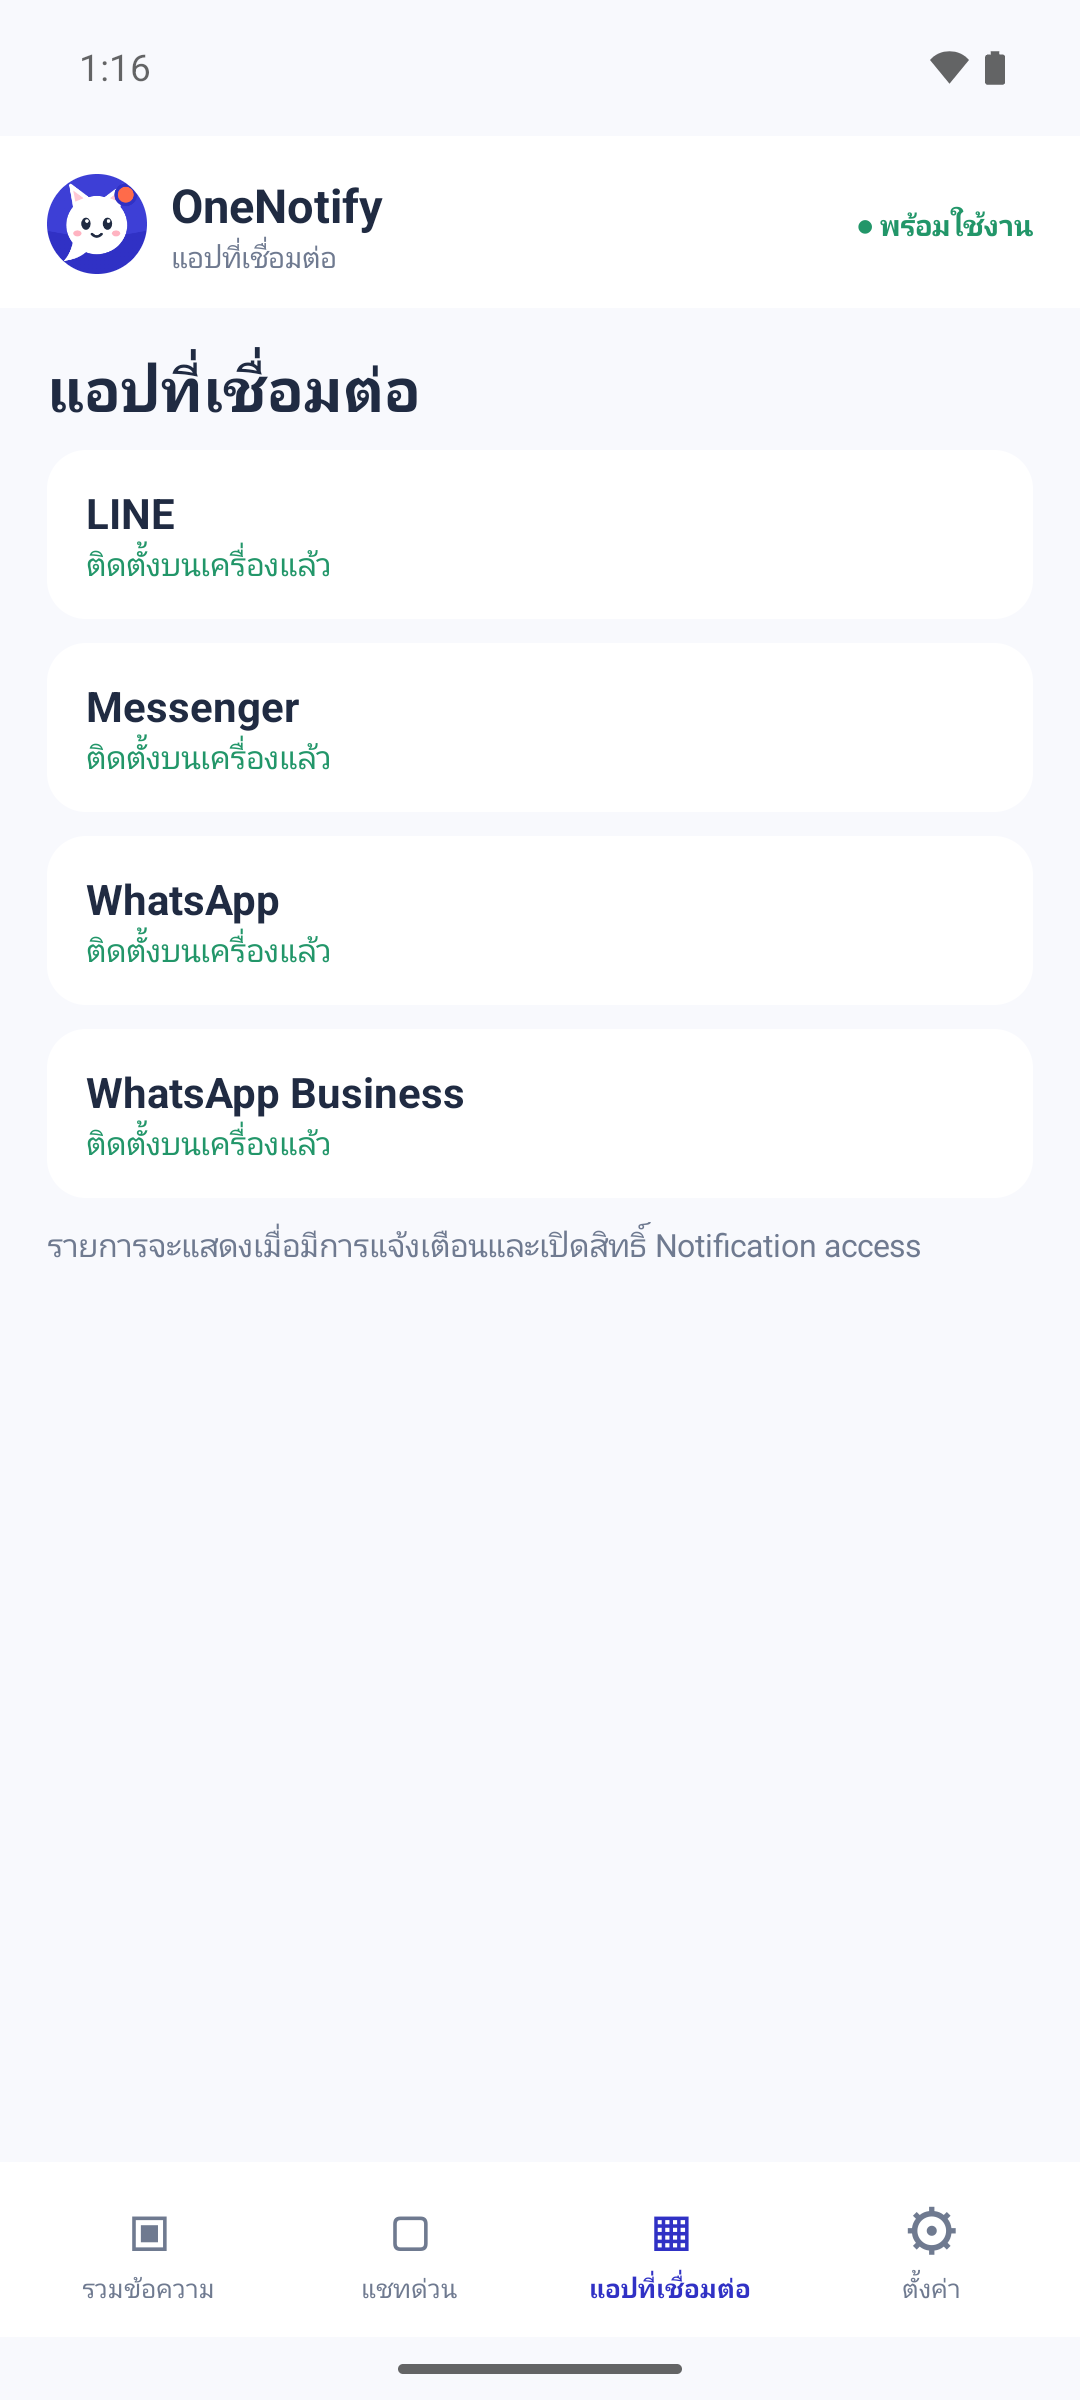 1:16
OneNotify
แอปที่เชื่อมต่อ
พร้อมใช้งาน
แอปที่เชื่อมต่อ
LINE
ติดตั้งบนเครื่องแล้ว
Messenger
ติดตั้งบนเครื่องแล้ว
WhatsApp
ติดตั้งบนเครื่องแล้ว
WhatsApp Business
ติดตั้งบนเครื่องแล้ว
รายการจะแสดงเมื่อมีการแจ้งเตือนและเปิดสิทธิ์ Notification access
รวมข้อความ
แชทด่วน
แอปที่เชื่อมต่อ
ตั้งค่า